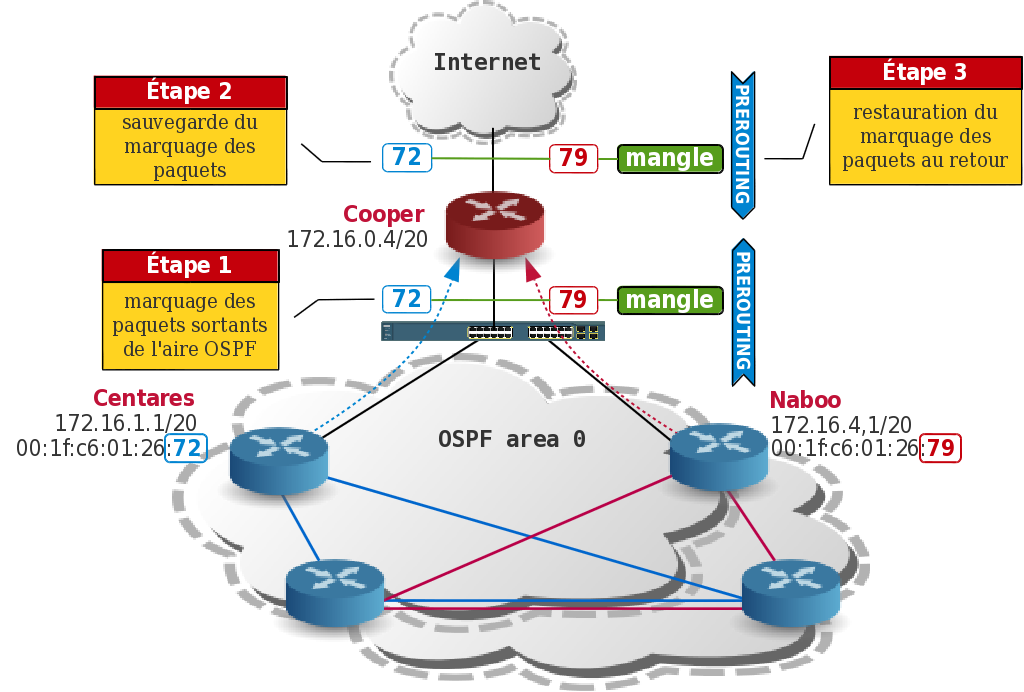 Internet
Étape 2
sauvegarde du
marquage des
paquets
72
79
mangle
PREROUTING
Étape 3
restauration du
marquage des
paquets au retour
Cooper
172.16.0.4/20
Étape 1
marquage des
paquets sortants
de l'aire OSPF
72
79
mangle
PREROUTING
Centares
172.16.1.1/20
00:1f:c6:01:26:72
OSPF area 0
Naboo
172.16.4,1/20
00:1f:c6:01:26:79